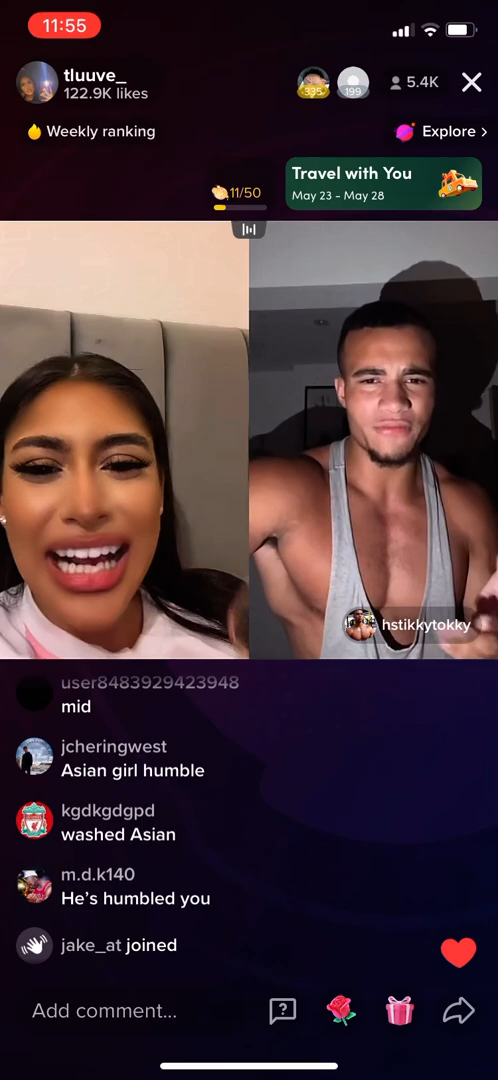 11:55
tluuve_
122.9K likes
335
199
5.4K
Weekly ranking
Explore >
11/50
Travel with You
May 23 - May 28
hstikkytokky
user8483929423948
mid
jcheringwest
Asian girl humble
kgdkgdgpd
washed Asian
m.d.k140
He's humbled you
jake_at joined
Add comment...